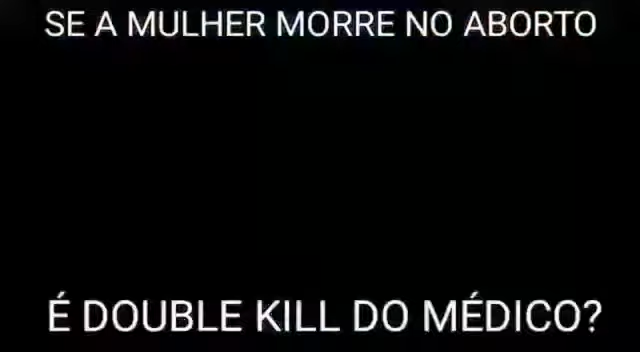 SE A MULHER MORRE NO ABORTO
É DOUBLE KILL DO MÉDICO?